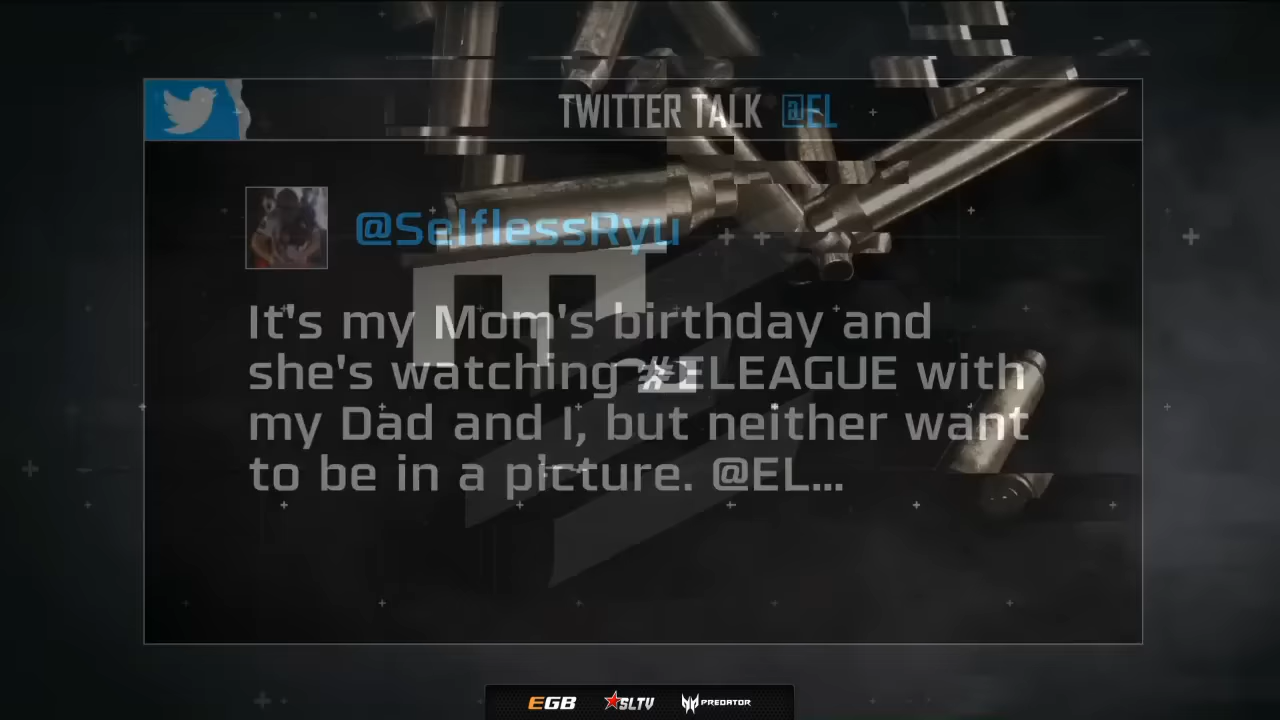 TWITTER TALK @EL
@SelflessRyu
It's my Mom's birthday and
she's watching #ELEAGUE with
my Dad and I, but neither want
to be in a picture. @EL...
EGB SLTV PREDATOR